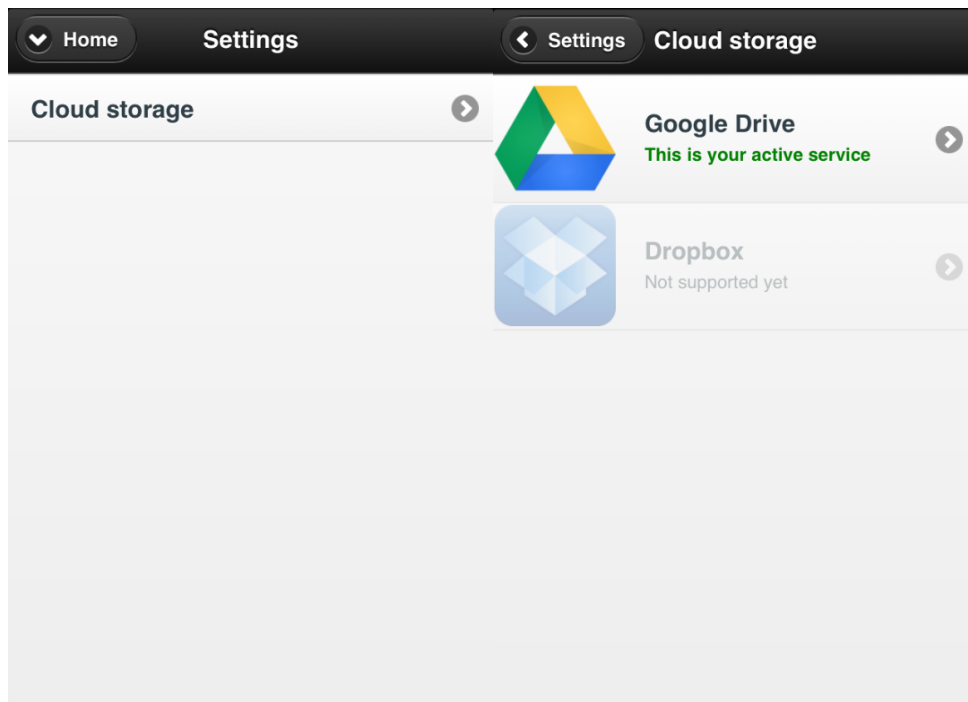 Home
Settings
Cloud storage
Settings
Cloud storage
Google Drive
This is your active service
Dropbox
Not supported yet